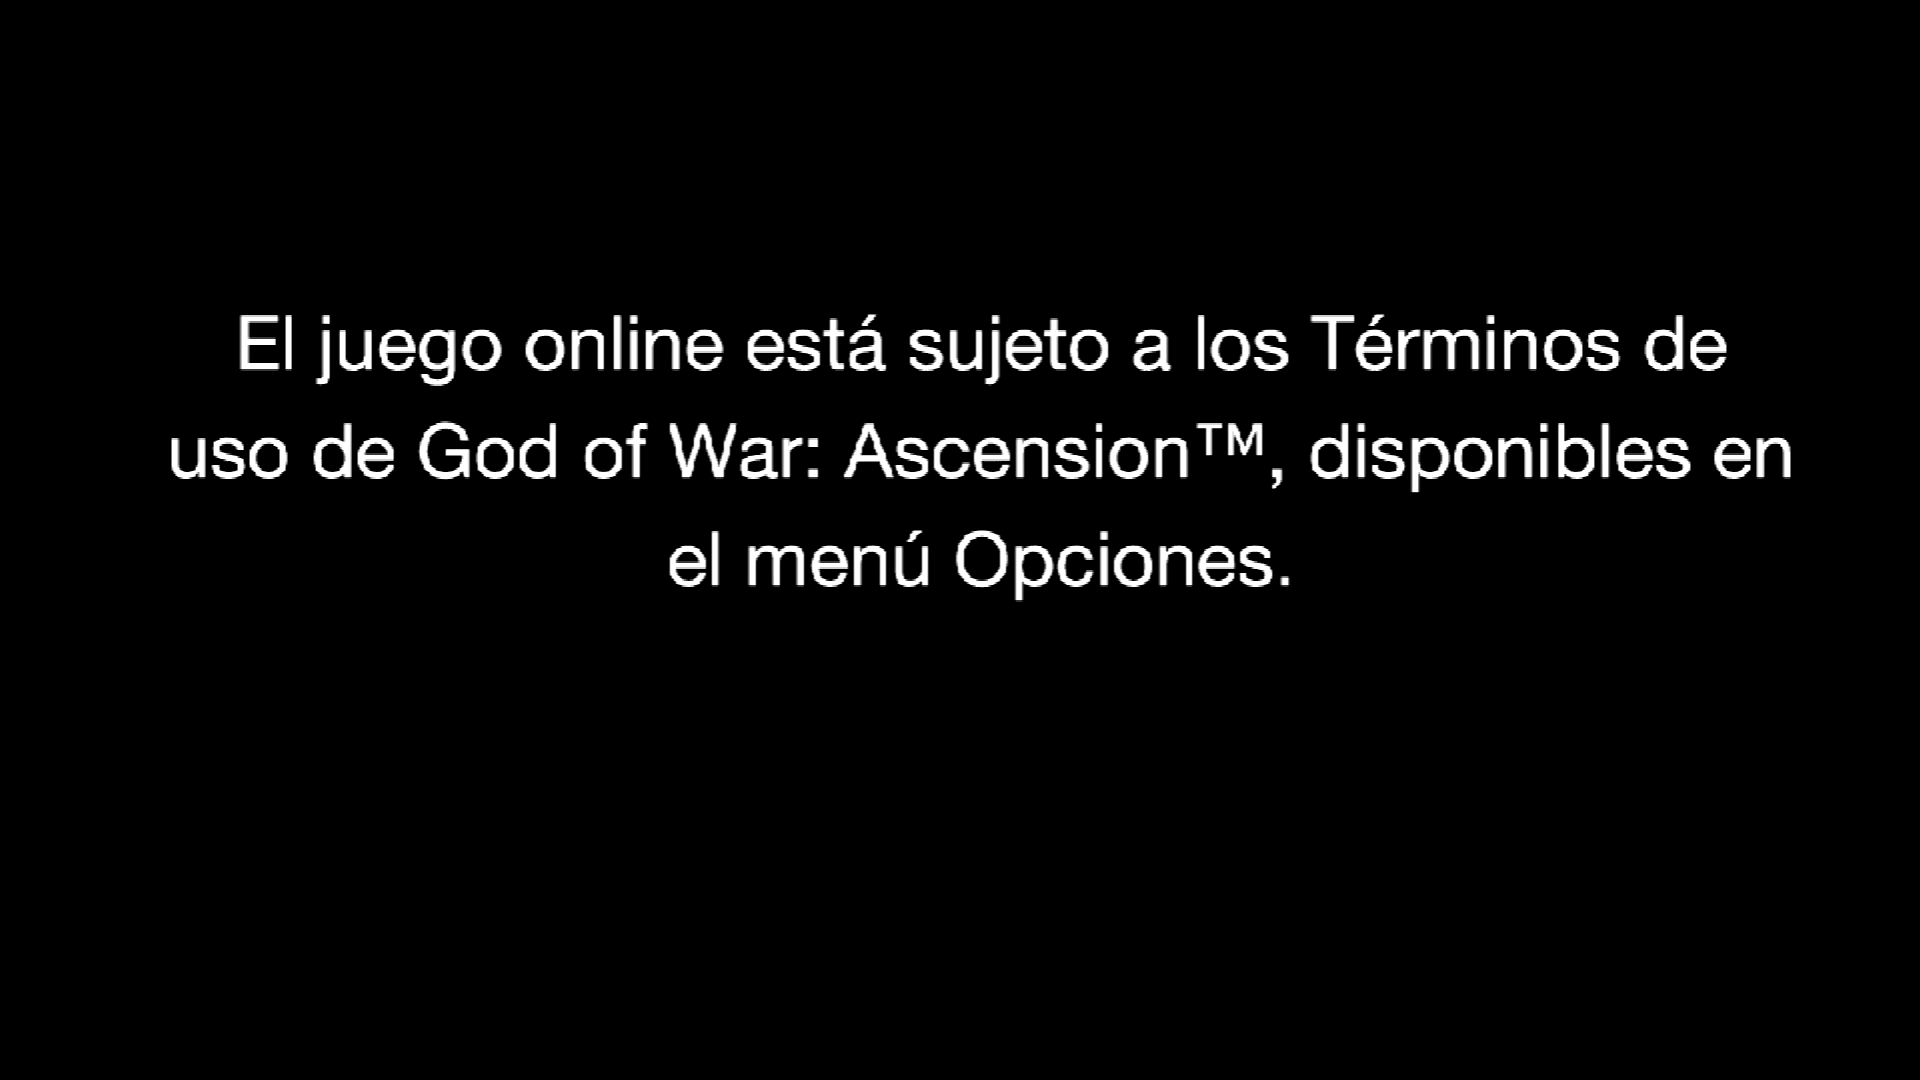 El juego online está sujeto a los Términos de
uso de God of War: Ascension™, disponibles en
el menú Opciones.